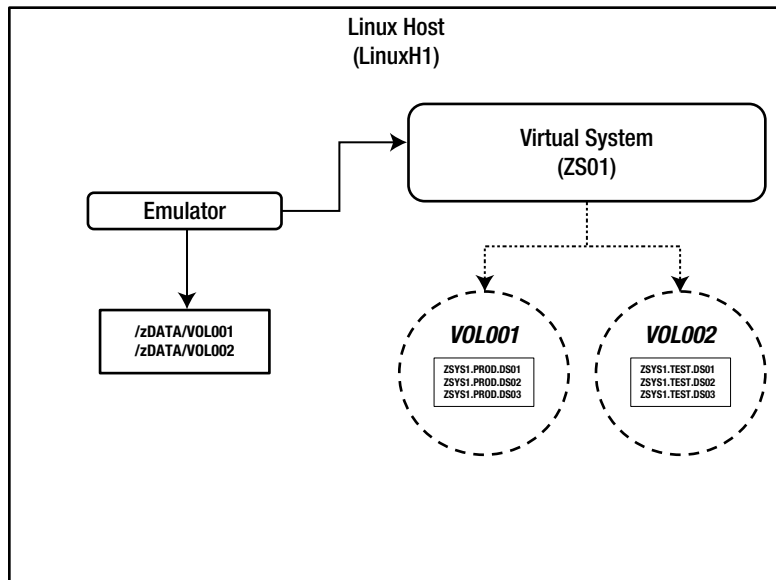 Linux Host
(LinuxH1)
Virtual System
(ZS01)
Emulator
/zDATA/VOL001
/zDATA/VOL002
VOL001
ZSYS1.PROD.DS01
ZSYS1.PROD.DS02
ZSYS1.PROD.DS03
VOL002
ZSYS1.TEST.DS01
ZSYS1.TEST.DS02
ZSYS1.TEST.DS03